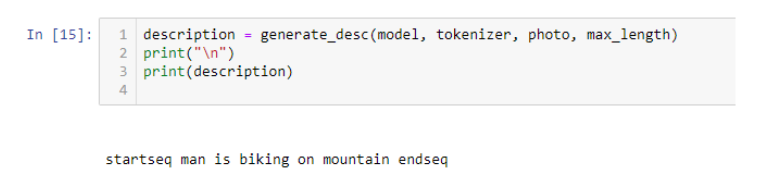 In [15]:
1 description = generate_desc(model, tokenizer, photo, max_length)
2 print("\n")
3 print(description)
4
startseq man is biking on mountain endseq